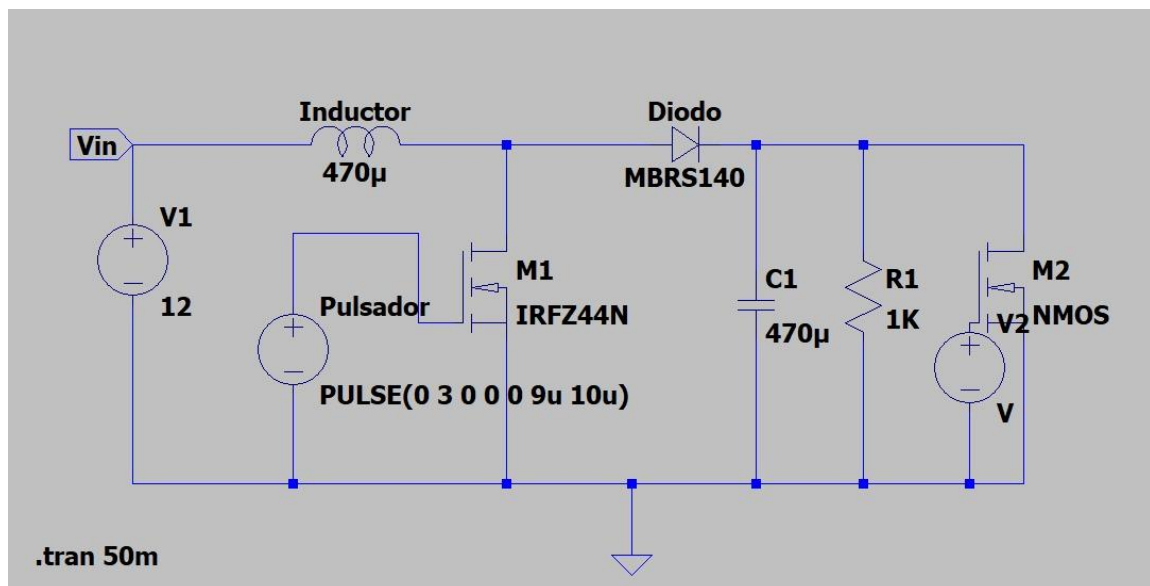 Vin
Inductor
470µ
Diodo
MBRS140
V1
12
Pulsador
PULSE(0 3 0 0 0 9u 10u)
M1
IRFZ44N
C1
470µ
R1
1K
M2
NMOS
V2
V
.tran 50m